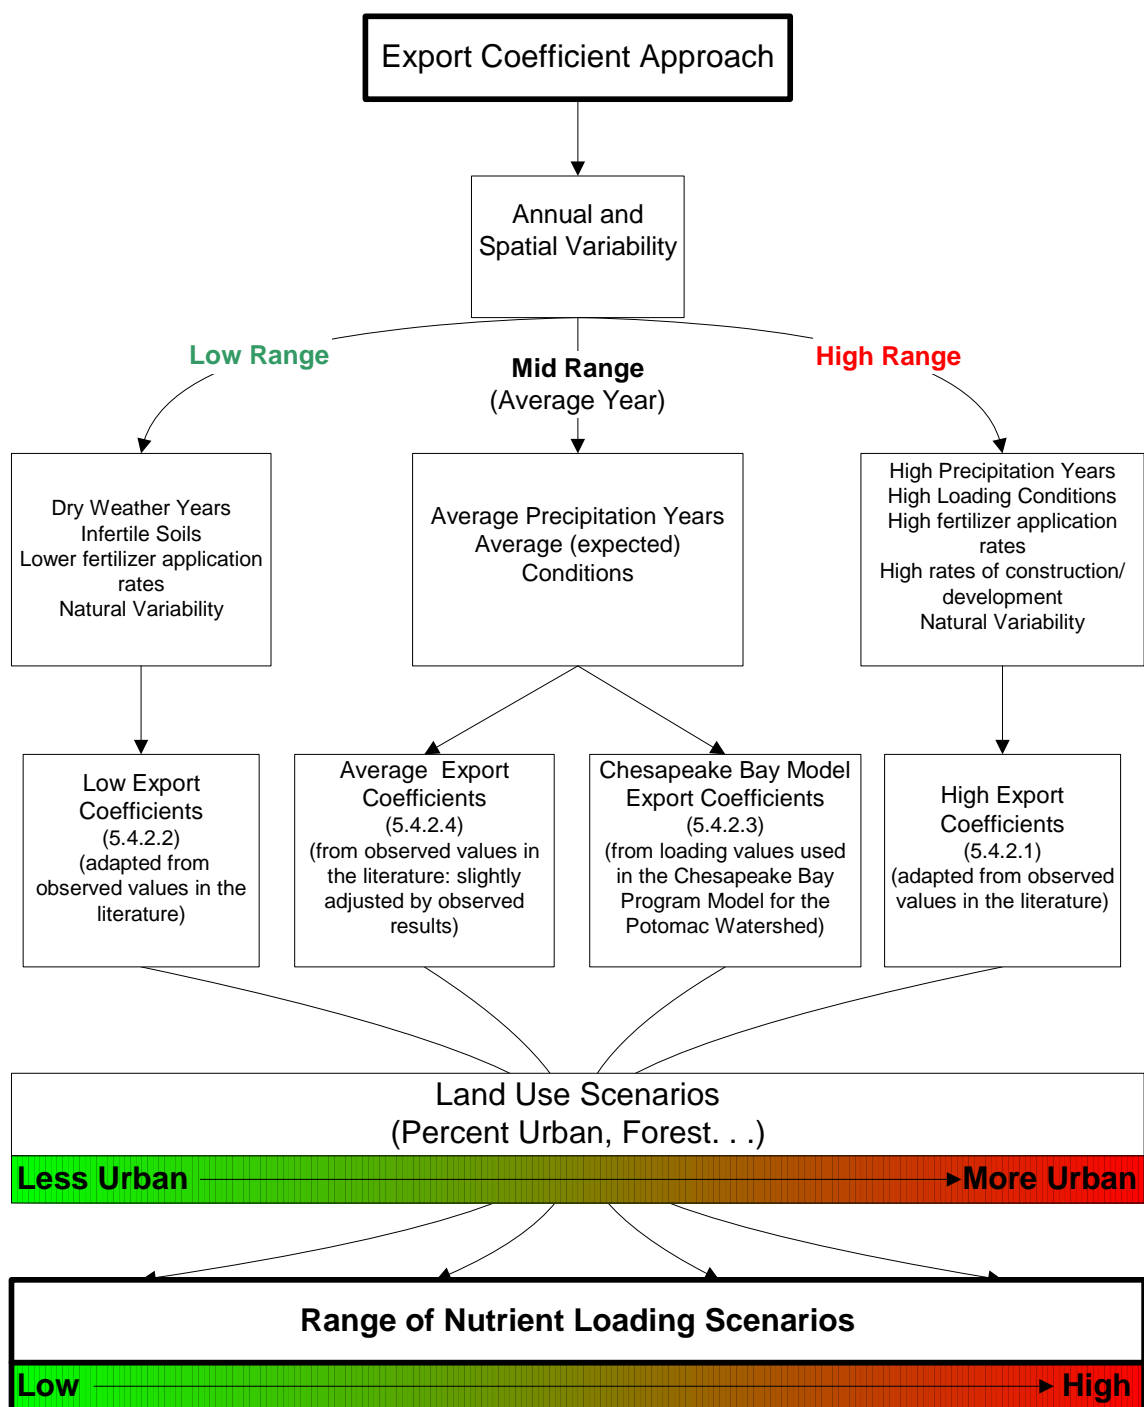 Export Coefficient Approach
Annual and
Spatial Variability
Low Range
Mid Range
(Average Year)
High Range
Dry Weather Years
Infertile Soils
Lower fertilizer application
rates
Natural Variability
Average Precipitation Years
Average (expected)
Conditions
High Precipitation Years
High Loading Conditions
High fertilizer application
rates
High rates of construction/
development
Natural Variability
Low Export
Coefficients
(5.4.2.2)
(adapted from
observed values in the
literature)
Average Export
Coefficients
(5.4.2.4)
(from observed values in
the literature: slightly
adjusted by observed
results)
Chesapeake Bay Model
Export Coefficients
(5.4.2.3)
(from loading values used
in the Chesapeake Bay
Program Model for the
Potomac Watershed)
High Export
Coefficients
(5.4.2.1)
(adapted from observed
values in the literature)
Land Use Scenarios
(Percent Urban, Forest. . .)
Less Urban
More Urban
Range of Nutrient Loading Scenarios
Low
High